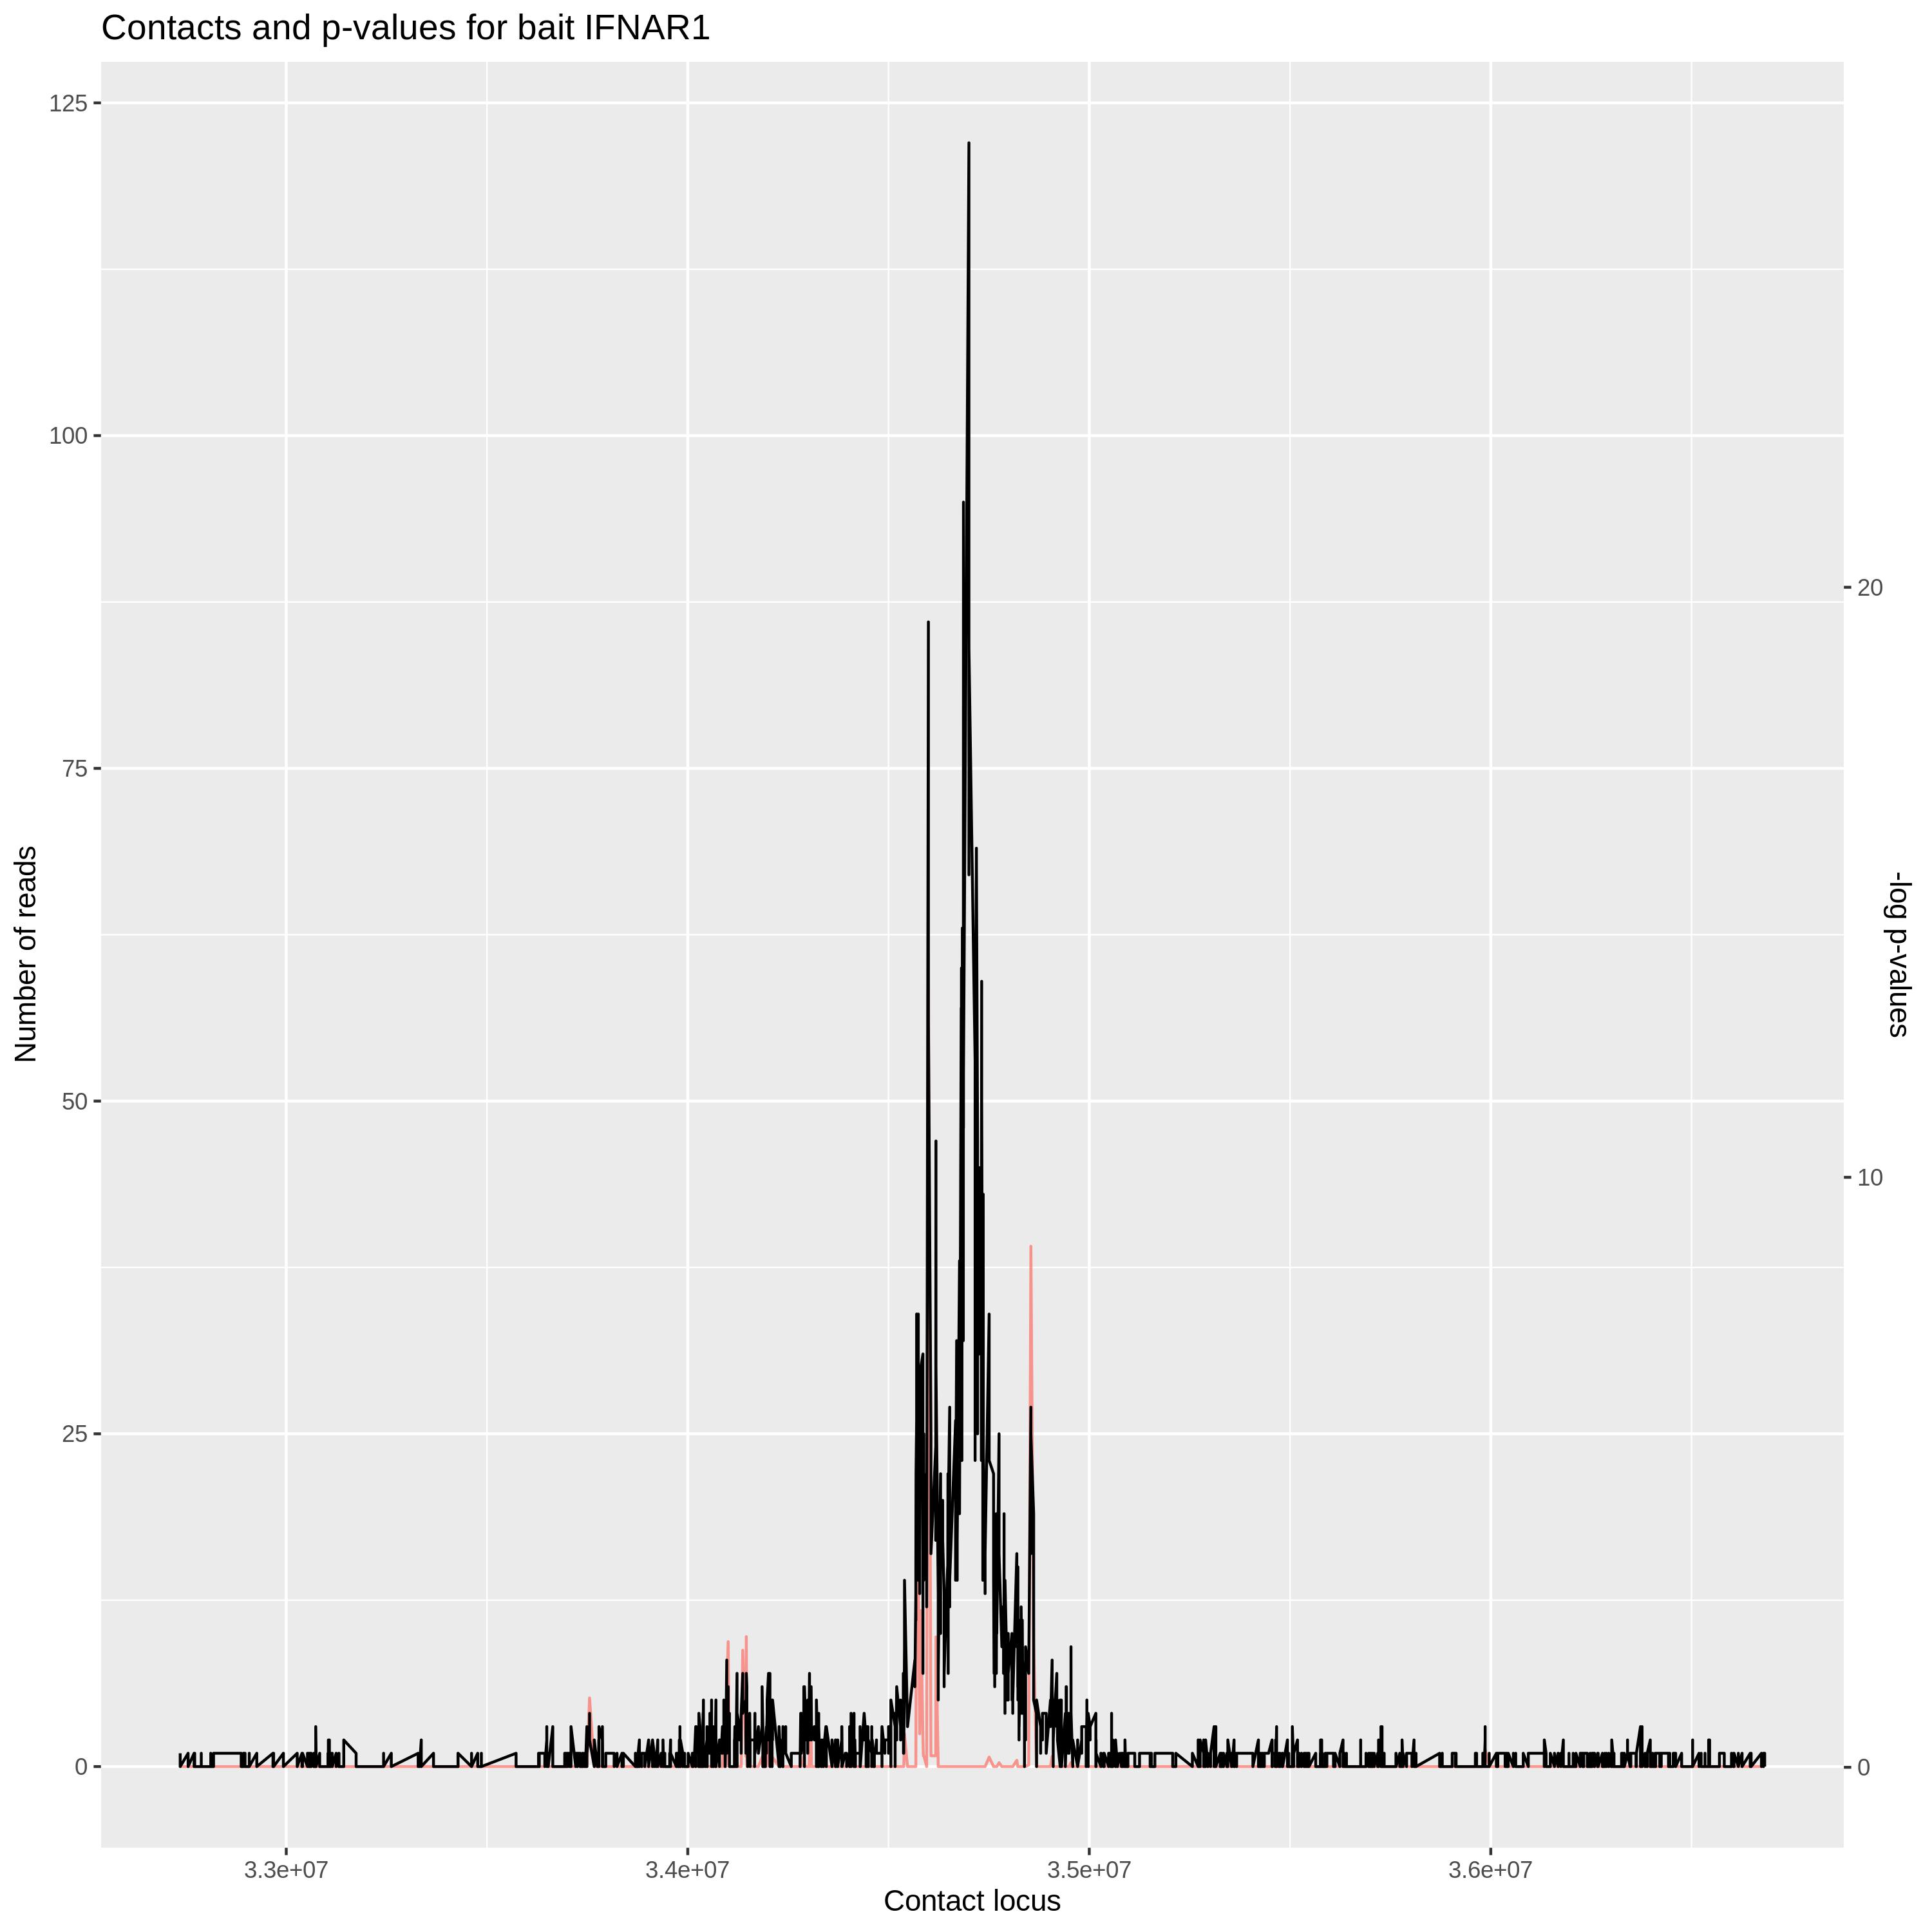 Contacts and p-values for bait IFNAR1
125
100
75
50
25
0
Number of reads
20
10
0
-log p-values
3.3e+07
3.4e+07
3.5e+07
3.6e+07
Contact locus